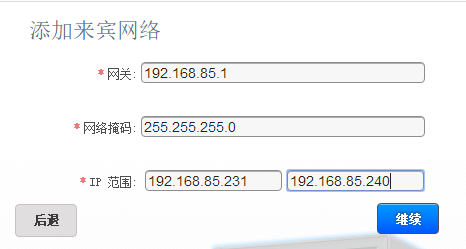 添加来宾网络
* 网关: 192.168.85.1
* 网络掩码: 255.255.255.0
* IP 范围: 192.168.85.231 192.168.85.240
后退 继续